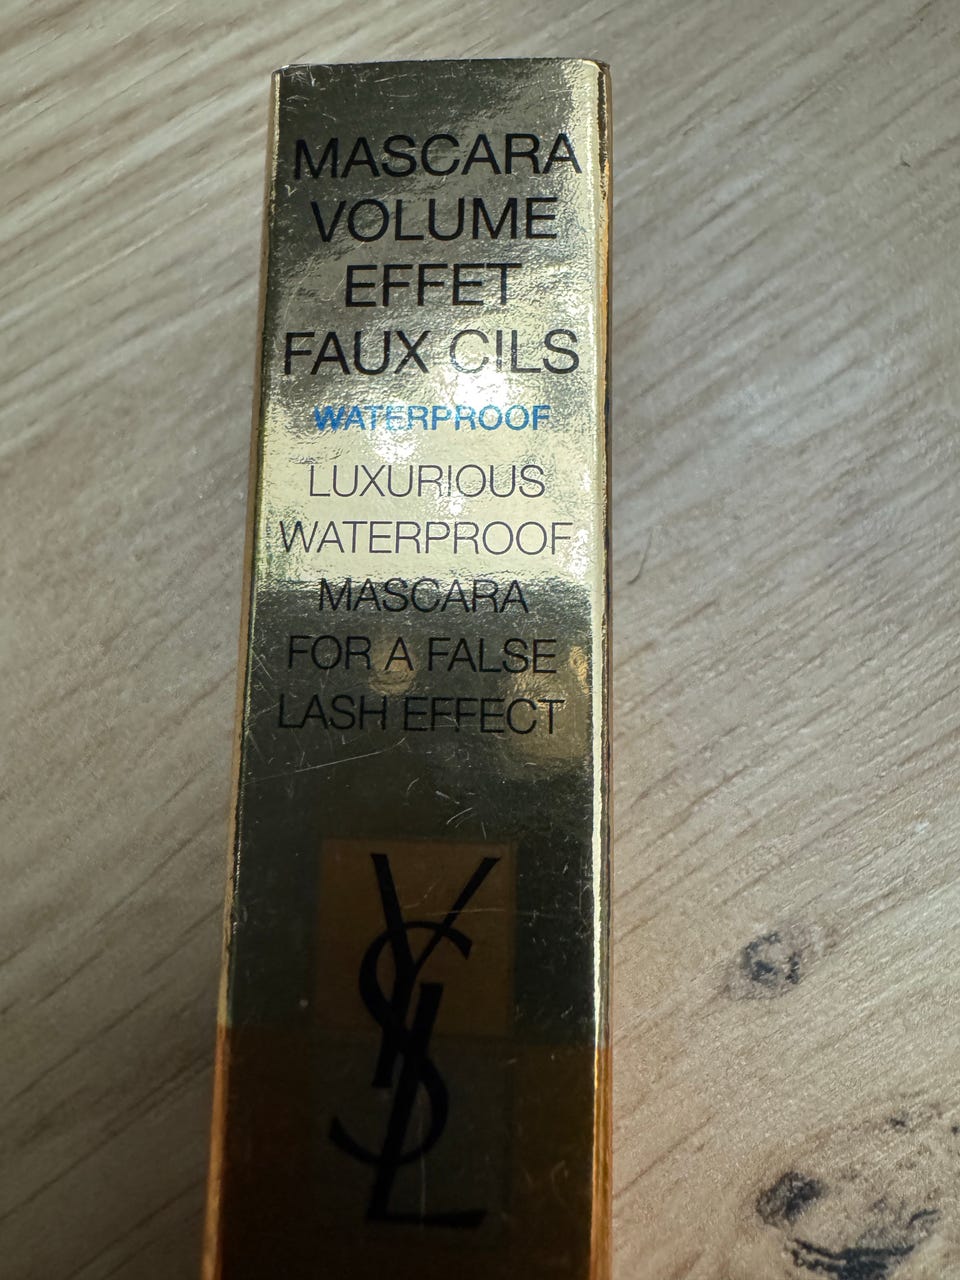 MASCARA
VOLUME
EFFET
FAUX CILS
WATERPROOF
LUXURIOUS
WATERPROOF
MASCARA
FOR A FALSE
LASH EFFECT
YSL